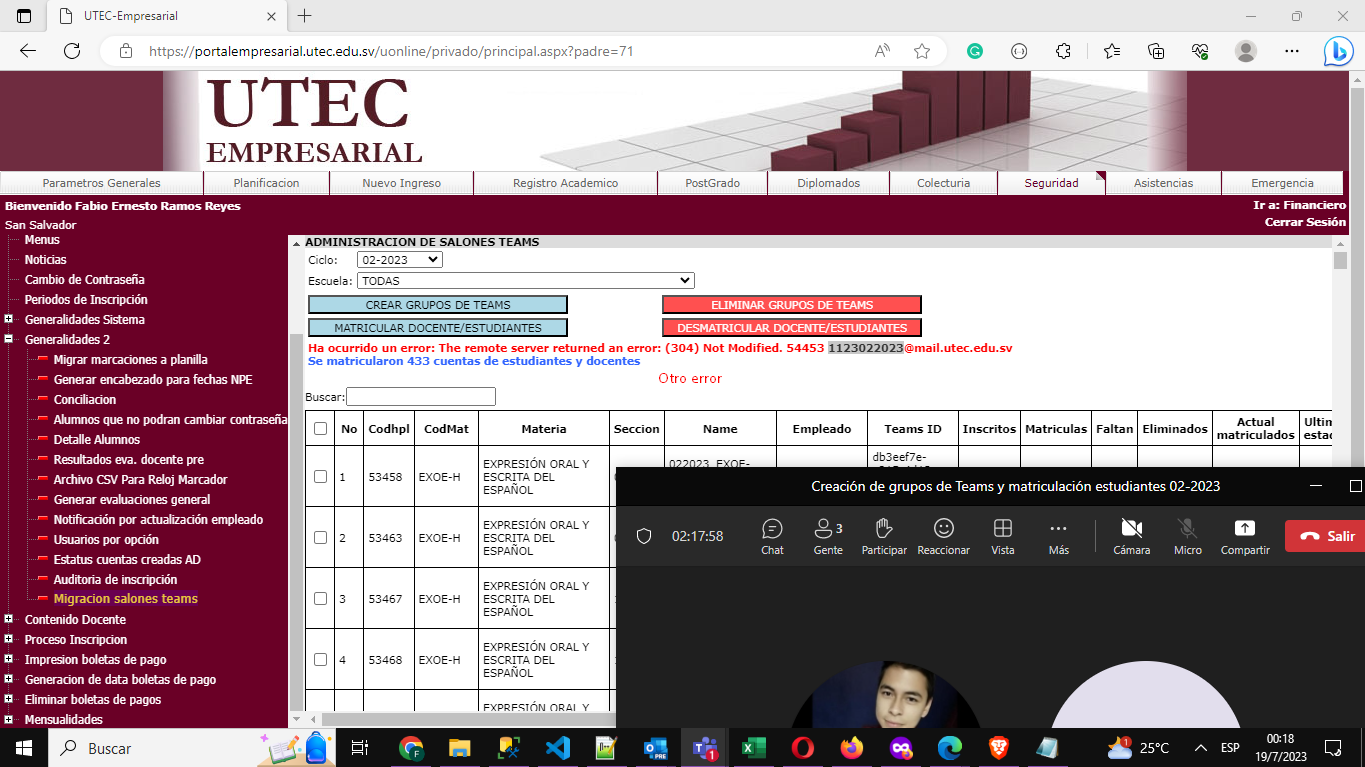 UTEC-Empresarial
https://portalempresarial.utec.edu.sv/uonline/privado/principal.aspx?padre=71
UTEC
EMPRESARIAL
Parametros Generales
Planificacion
Nuevo Ingreso
Registro Academico
PostGrado
Diplomados
Colecturia
Seguridad
Asistencias
Emergencia
Bienvenido Fabio Ernesto Ramos Reyes
Ir a: Financiero
San Salvador
Cerrar Sesión
Menus
Noticias
Cambio de Contraseña
Periodos de Inscripción
Generalidades Sistema
Generalidades 2
Migrar marcaciones a planilla
Generar encabezado para fechas NPE
Conciliacion
Alumnos que no podran cambiar contraseña
Detalle Alumnos
Resultados eva. docente pre
Archivo CSV Para Reloj Marcador
Generar evaluaciones general
Notificación por actualización empleado
Usuarios por opción
Estatus cuentas creadas AD
Auditoria de inscripción
Migracion salones teams
Contenido Docente
Proceso Inscripcion
Impresion boletas de pago
Generacion de data boletas de pago
Eliminar boletas de pagos
Mensualidades
ADMINISTRACION DE SALONES TEAMS
Ciclo: 02-2023
Escuela: TODAS
CREAR GRUPOS DE TEAMS
ELIMINAR GRUPOS DE TEAMS
MATRICULAR DOCENTE/ESTUDIANTES
DESMATRICULAR DOCENTE/ESTUDIANTES
Ha ocurrido un error: The remote server returned an error: (304) Not Modified. 54453 1123022023@mail.utec.edu.sv
Se matricularon 433 cuentas de estudiantes y docentes
Otro error
Buscar:
No Codhpl CodMat Materia Seccion Name Empleado Teams ID Inscritos Matriculas Faltan Eliminados Actual matriculados
1 53458 EXOE-H EXPRESIÓN ORAL Y ESCRITA DEL ESPAÑOL 022023_EXOE- db3eef7e-
2 53463 EXOE-H EXPRESIÓN ORAL Y ESCRITA DEL ESPAÑOL
3 53467 EXOE-H EXPRESIÓN ORAL Y ESCRITA DEL ESPAÑOL
4 53468 EXOE-H EXPRESIÓN ORAL Y ESCRITA DEL ESPAÑOL
EXPRESIÓN ORAL Y
Creación de grupos de Teams y matriculación estudiantes 02-2023
02:17:58
Chat
3
Gente
Participar
Reaccionar
Vista
Más
Cámara
Micro
Compartir
Salir
Buscar
PRE
1
1
25°C
ESP
00:18
19/7/2023